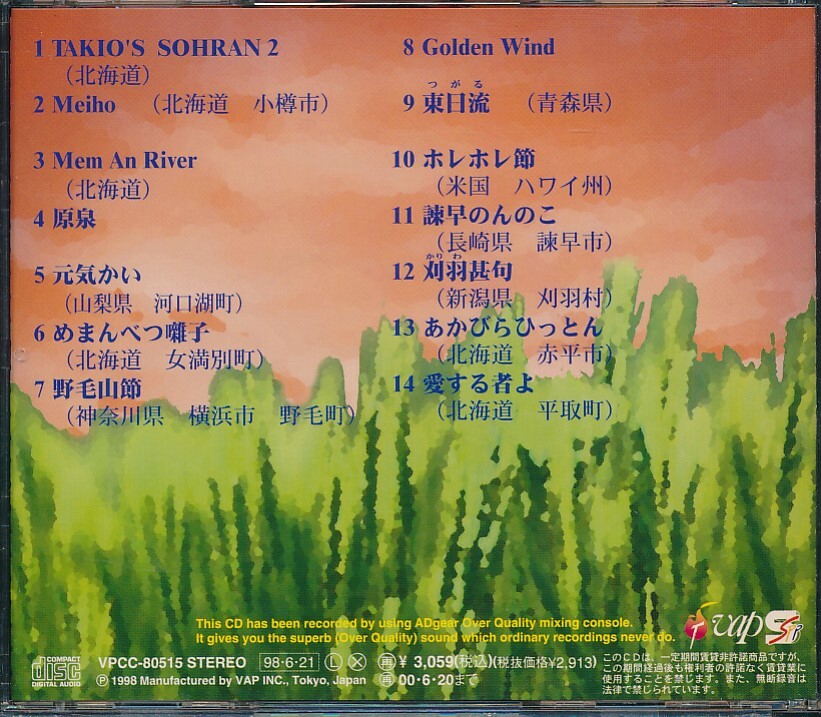 1 TAKIO'S SOHRAN 2
（北海道）
2 Meiho （北海道 小樽市）
3 Mem An River
（北海道）
4 原泉
5 元気かい
（山梨県 河口湖町）
6 めまんべつ囃子
（北海道 女満別町）
7 野毛山節
（神奈川県 横浜市 野毛町）
8 Golden Wind
つがる
9 東日流 （青森県）
10 ホレホレ節
（米国 ハワイ州）
11 諫早のんのこ
（長崎県 諫早市）
かりわ
12 刈羽甚句
（新潟県 刈羽村）
13 あかびらひっとん
（北海道 赤平市）
14 愛する者よ
（北海道 平取町）
This CD has been recorded by using ADgear Over Quality mixing console.
It gives you the superb (Over Quality) sound which ordinary recordings never do.
vap
COMPACT disc DIGITAL AUDIO
VPCC-80515 STEREO 98·6·21 Ⓛ Ⓧ 再¥ 3,059(税込)(税抜価格¥2,913)
Ⓟ 1998 Manufactured by VAP INC., Tokyo, Japan 再00·6·20まで
このCDは、一定期間賃貸非許諾商品ですが、
この期間経過後も権利者の許諾なく賃貸業に
使用することを禁じます。また、無断録音は
法律で禁じられています。